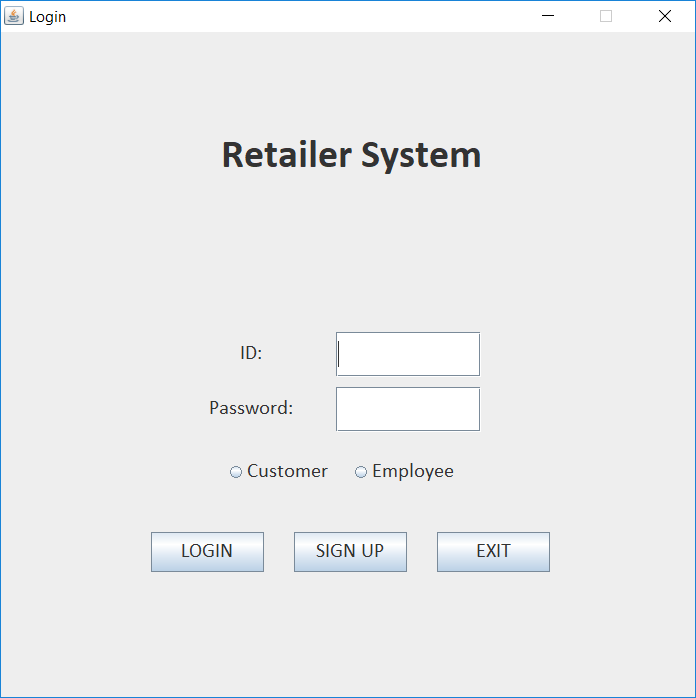 Login
Retailer System
ID:
Password:
Customer Employee
LOGIN SIGN UP EXIT